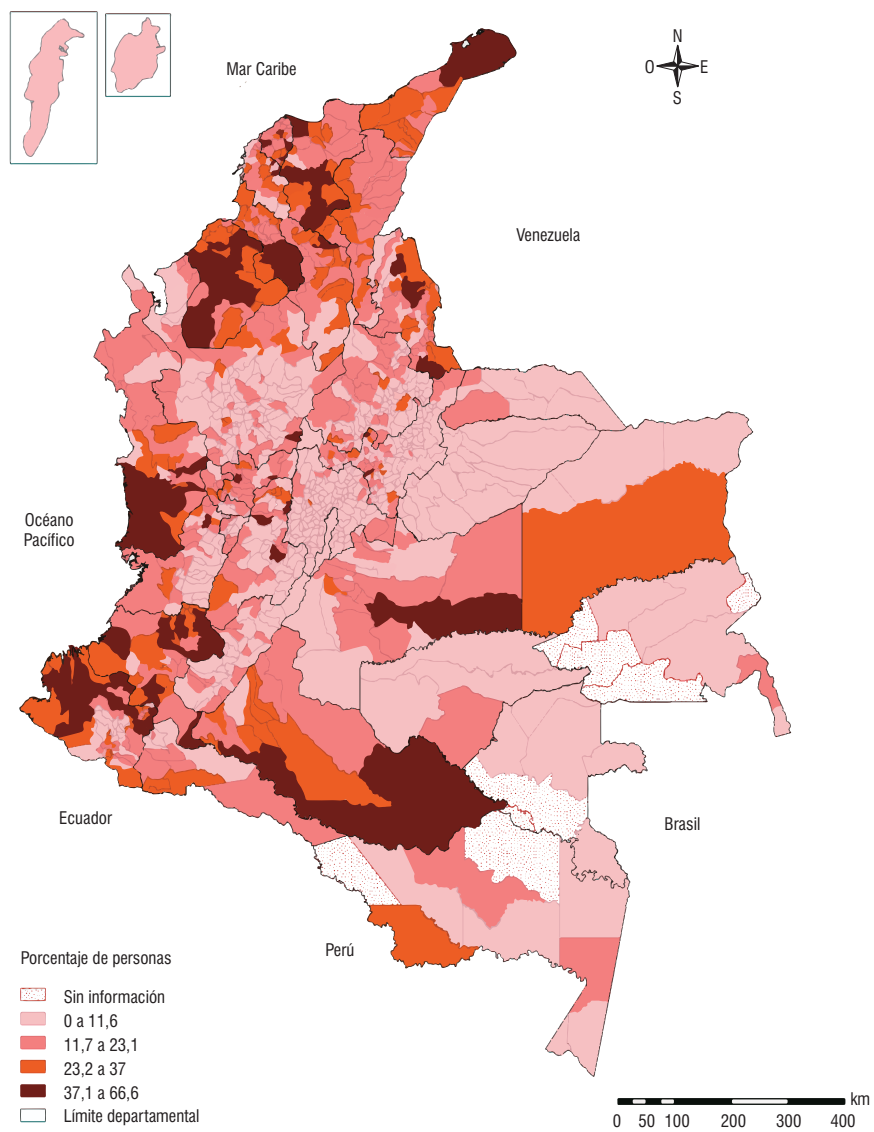 Mar Caribe
N
O
E
S
Venezuela
Océano
Pacífico
Ecuador
Brasil
Perú
Porcentaje de personas
Sin información
0 a 11,6
11,7 a 23,1
23,2 a 37
37,1 a 66,6
Límite departamental
km
0 50 100 200 300 400